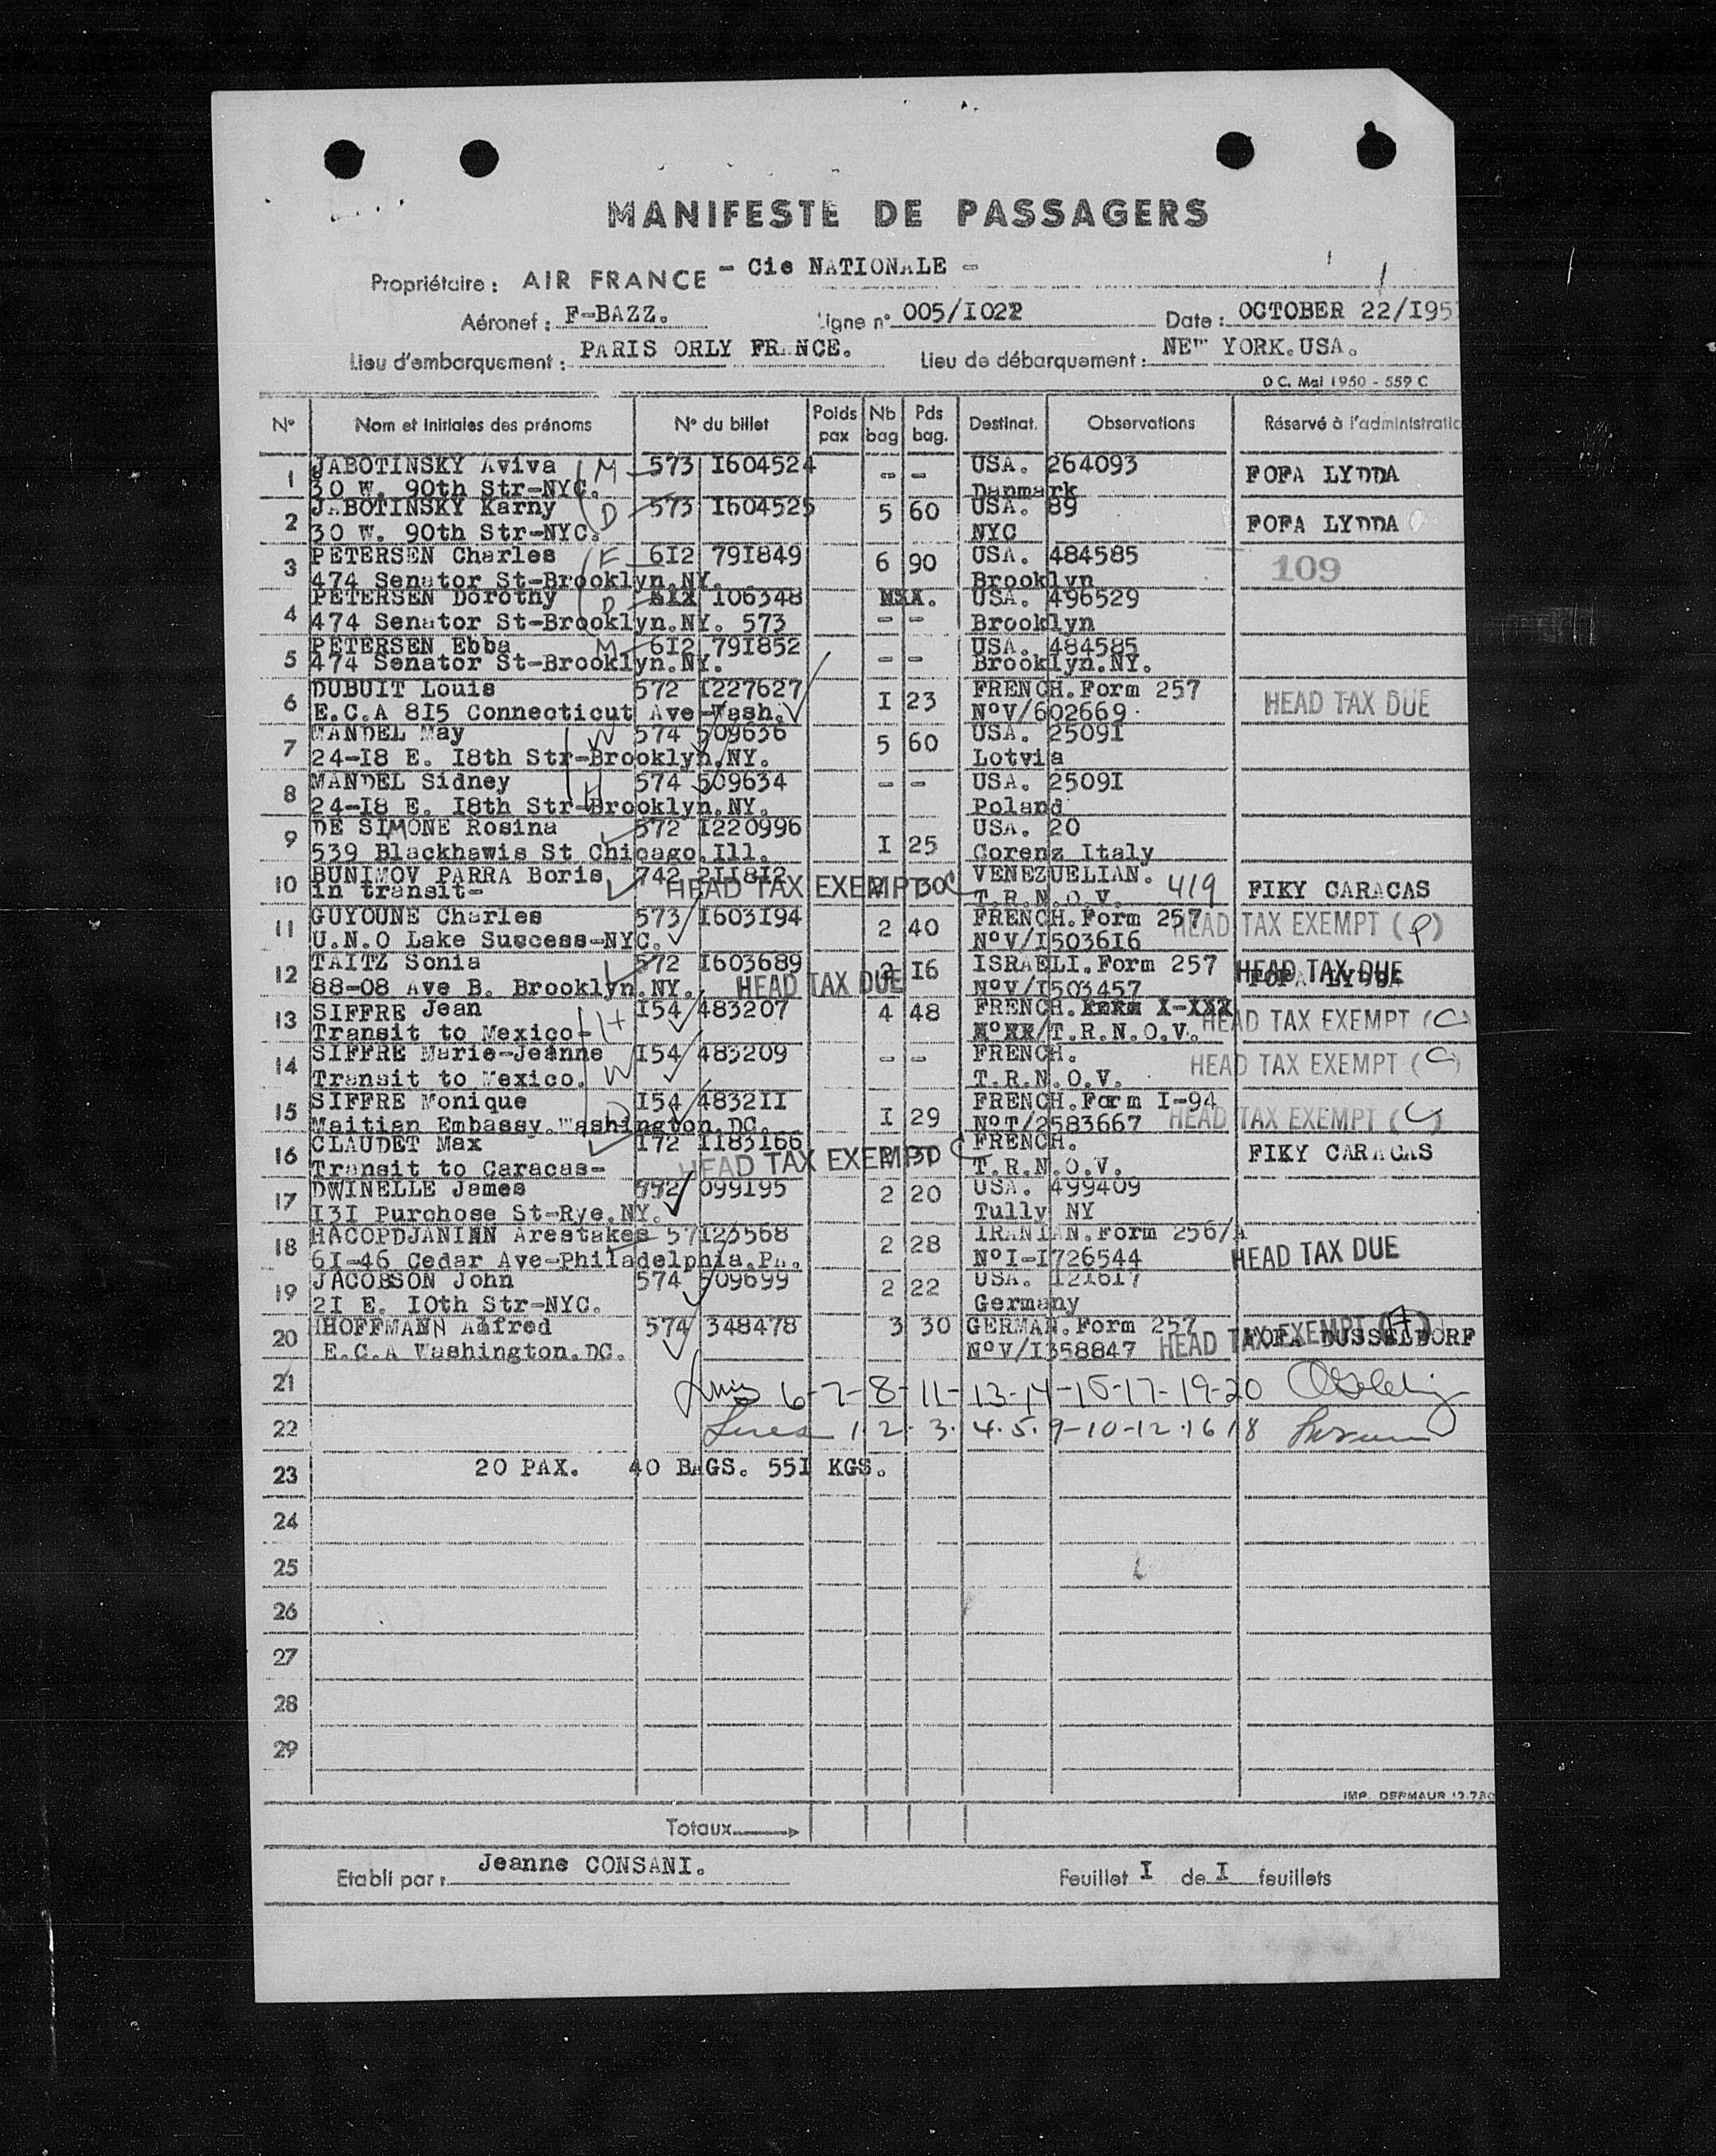 MANIFESTE DE PASSAGERS
Propriétaire : AIR FRANCE - Cie NATIONALE -
Aéronef : F-BAZZ. Ligne n° 005/I022 Date : OCTOBER 22/I95
Lieu d'embarquement : PARIS ORLY FRANCE. Lieu de débarquement : NEW YORK.USA.
D C. Mai 1950 - 559 C
N° Nom et initiales des prénoms N° du billet Poids pax Nb bag Pds bag. Destinat. Observations Réservé à l'administratio
1 JABOTINSKY Aviva M 573 I604524 - - USA. 264093 FOFA LYDDA
30 W. 90th Str-NYC. Danmark
2 JABOTINSKY Karny D 573 I604525 5 60 USA. 89 FOFA LYDDA
30 W. 90th Str-NYC. NYC
3 PETERSEN Charles F 6I2 791849 6 90 USA. 484585 109
474 Senator St-Brooklyn.NY. Brooklyn
4 PETERSEN Dorothy D 106348 USA. 496529
474 Senator St-Brooklyn.NY. 573 - - Brooklyn
5 PETERSEN Ebba M 6I2 791852 - - USA. 484585
474 Senator St-Brooklyn.NY. Brooklyn.NY.
6 DUBUIT Louis 572 I227627 I 23 FRENCH.Form 257 HEAD TAX DUE
E.C.A 8I5 Connecticut Ave-Wash. N°V/602669
7 MANDEL May W 574 509636 5 60 USA. 2509I
24-I8 E. I8th Str-Brooklyn.NY. Lotvia
8 MANDEL Sidney H 574 509634 - - USA. 2509I
24-I8 E. I8th Str-Brooklyn.NY. Poland
9 DE SIMONE Rosina 572 I220996 I 25 USA. 20
539 Blackhawis St Chicago.Ill. Corenz Italy
10 BUNIMOV PARRA Boris 742 2II8I2 30 VENEZUELIAN. 419 FIKY CARACAS
in transit- HEAD TAX EXEMPT C T.R.N.O.V.
11 GUYOUNE Charles 573 I603I94 2 40 FRENCH.Form 257 HEAD TAX EXEMPT (P)
U.N.O Lake Success-NYC. N°V/I5036I6
12 TAITZ Sonia 572 I603689 2 I6 ISRAELI.Form 257 HEAD TAX DUE FOFA LYDDA
88-08 Ave B. Brooklyn.NY. HEAD TAX DUE N°V/I503457
13 SIFFRE Jean H I54 483207 4 48 FRENCH. HEAD TAX EXEMPT (C)
Transit to Mexico- T.R.N.O.V.
14 SIFFRE Marie-Jeanne W I54 483209 - - FRENCH. HEAD TAX EXEMPT (C)
Transit to Mexico. T.R.N.O.V.
15 SIFFRE Monique D I54 4832II I 29 FRENCH.Form I-94 HEAD TAX EXEMPT (C)
Haitian Embassy.Washington.DC. N°T/2583667
16 CLAUDET Max I72 II83I66 30 FRENCH. FIKY CARACAS
Transit to Caracas- HEAD TAX EXEMPT C T.R.N.O.V.
17 DWINELLE James 099I95 2 20 USA. 499409
I3I Purchose St-Rye.NY. Tully NY
18 HACOPDJANINN Arestakes 57I23568 2 28 IRANIAN.Form 256/A HEAD TAX DUE
6I-46 Cedar Ave-Philadelphia.Pa. N°I-I726544
19 JACOBSON John 574 509699 2 22 USA. I2I6I7
2I E. I0th Str-NYC. Germany
20 HOFFMANN Alfred 574 348478 3 30 GERMAN.Form 257 FOFA DUSSELDORF
E.C.A Washington.DC. N°V/I358847 HEAD TAX EXEMPT
21 6-7-8-11-13-14-15-17-19-20
22 1-2-3-4-5-9-10-12-16-18
23 20 PAX. 40 BAGS. 55I KGS.
24
25
26
27
28
29
IMP. DERMAUR
Totaux
Etabli par : Jeanne CONSANI. Feuillet I de I feuillets